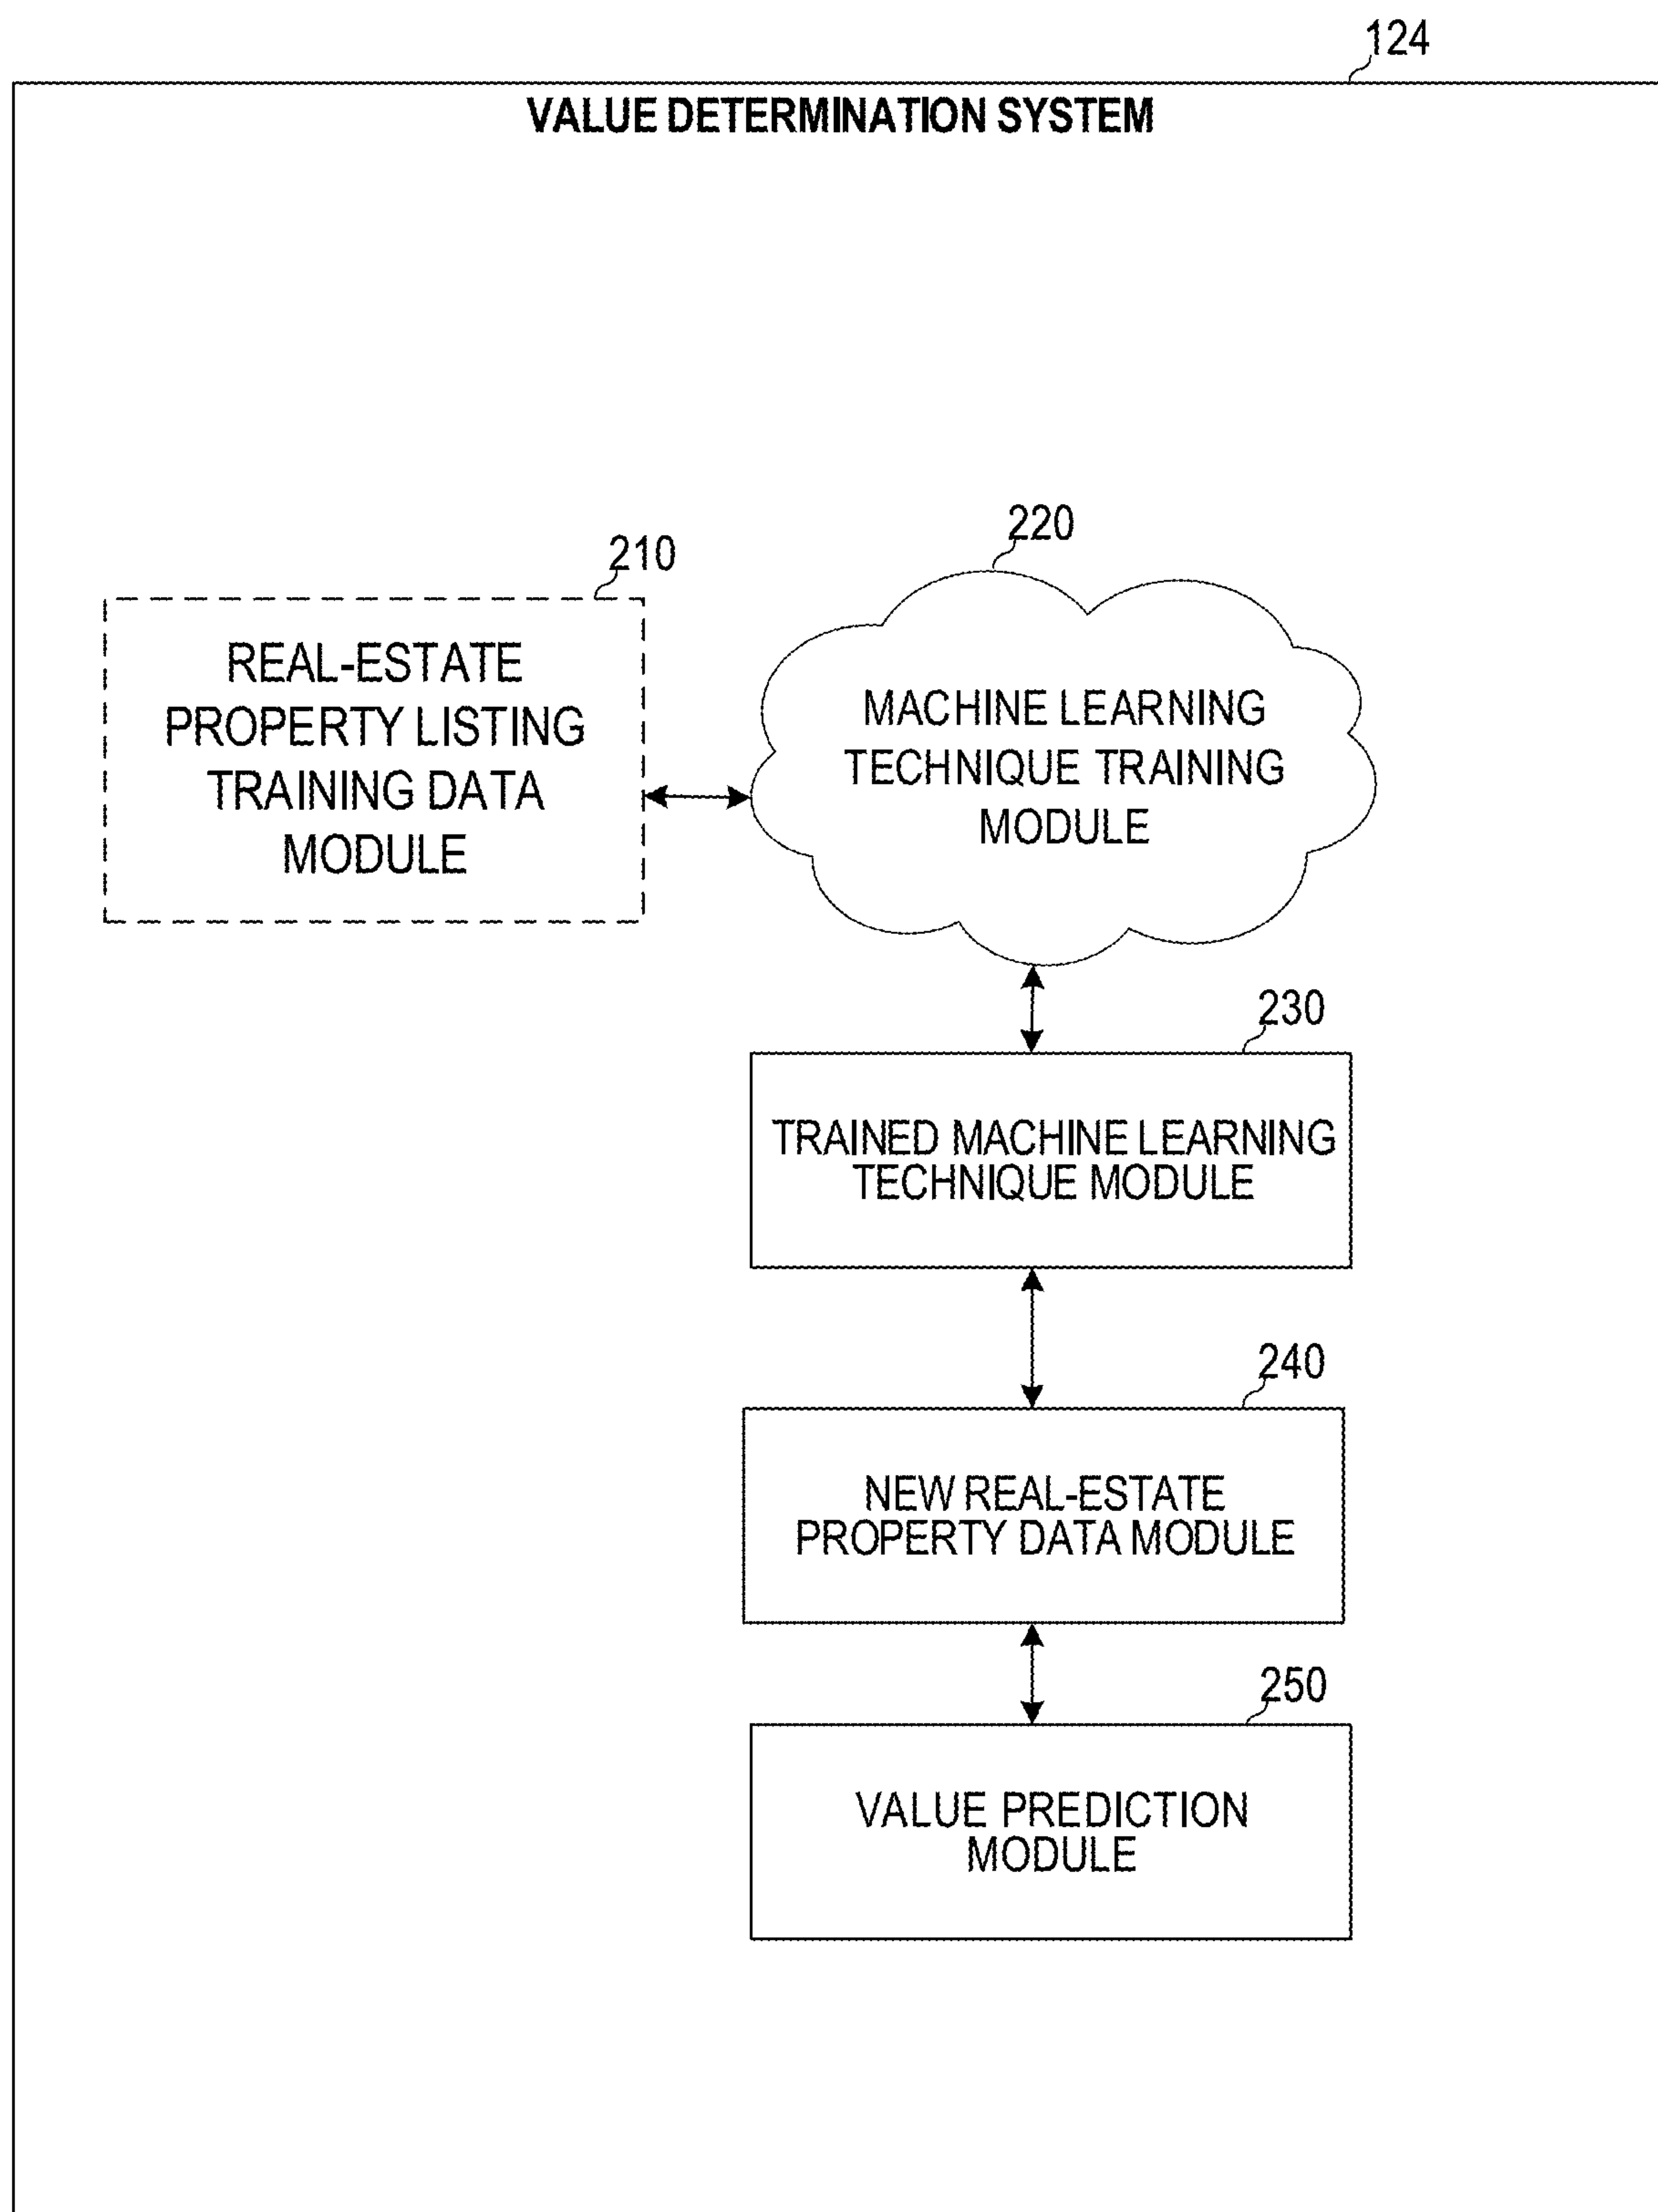 124
VALUE DETERMINATION SYSTEM
210
REAL-ESTATE
PROPERTY LISTING
TRAINING DATA
MODULE
220
MACHINE LEARNING
TECHNIQUE TRAINING
MODULE
230
TRAINED MACHINE LEARNING
TECHNIQUE MODULE
240
NEW REAL-ESTATE
PROPERTY DATA MODULE
250
VALUE PREDICTION
MODULE